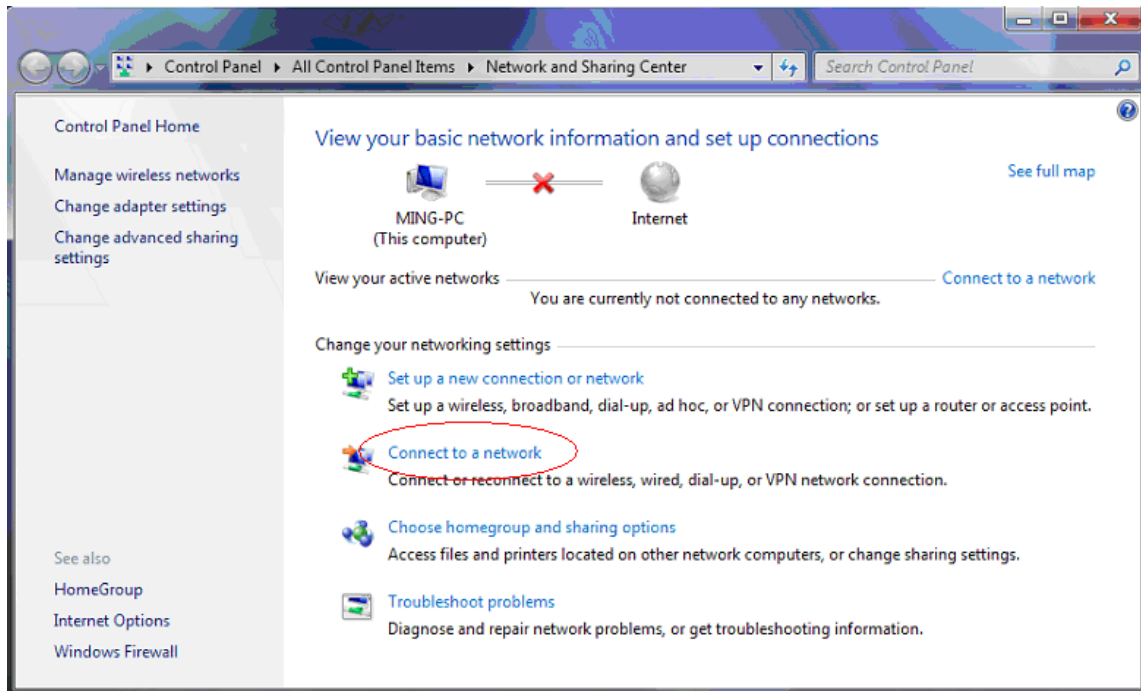 Control Panel ▸ All Control Panel Items ▸ Network and Sharing Center
Search Control Panel
Control Panel Home
Manage wireless networks
Change adapter settings
Change advanced sharing
settings
See also
HomeGroup
Internet Options
Windows Firewall
View your basic network information and set up connections
See full map
MING-PC
(This computer)
Internet
View your active networks
Connect to a network
You are currently not connected to any networks.
Change your networking settings
Set up a new connection or network
Set up a wireless, broadband, dial-up, ad hoc, or VPN connection; or set up a router or access point.
Connect to a network
Connect or reconnect to a wireless, wired, dial-up, or VPN network connection.
Choose homegroup and sharing options
Access files and printers located on other network computers, or change sharing settings.
Troubleshoot problems
Diagnose and repair network problems, or get troubleshooting information.